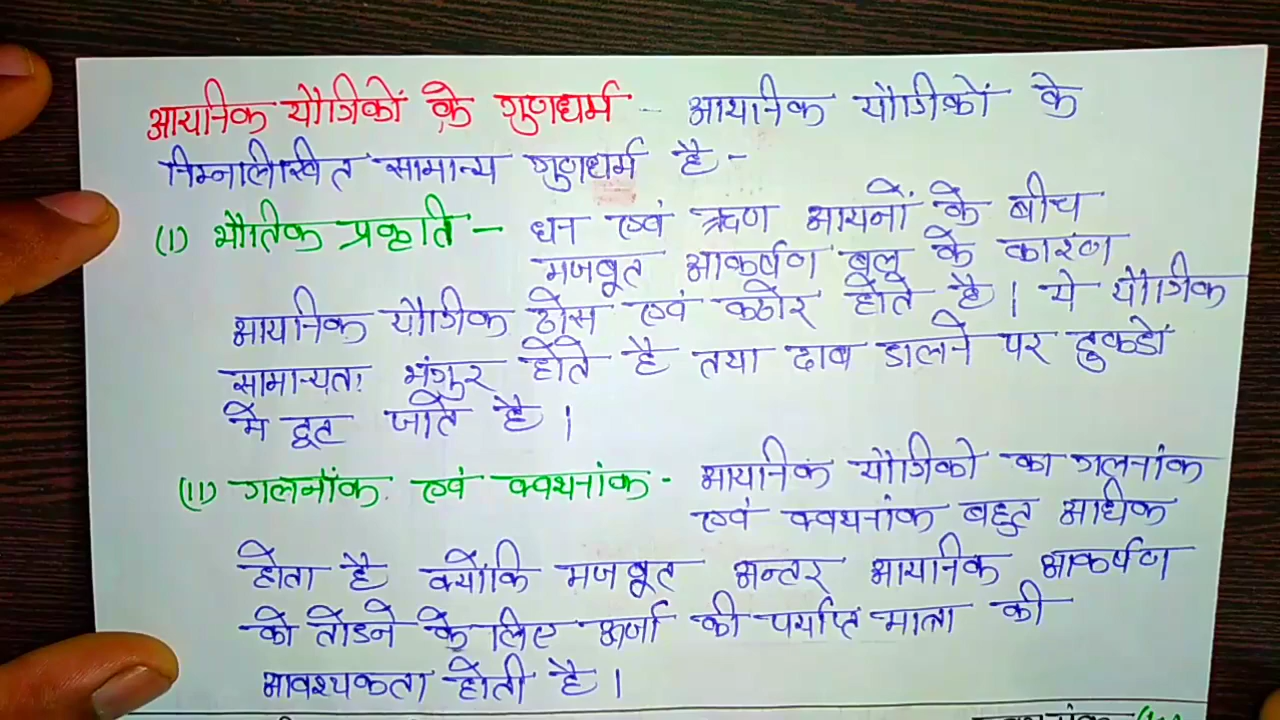 आयनिक यौगिकों के गुणधर्म - आयनिक यौगिकों के
निम्नलिखित सामान्य गुणधर्म है -
(I) भौतिक प्रकृति - धन एवं ऋण आयनों के बीच
मजबूत आकर्षण बल के कारण
आयनिक यौगिक ठोस एवं कठोर होते है। ये यौगिक
सामान्यतः भंगुर होते है तथा दाब डालने पर टुकडो
मे टूट जाते है।
(II) गलनांक एवं क्वथनांक - आयनिक यौगिको का गलनांक
एवं क्वथनांक बहुत अधिक
होता है क्योंकि मजबूत अन्तर आयनिक आकर्षण
को तोडने के लिए ऊर्जा की पर्याप्त मात्रा की
आवश्यकता होती है।